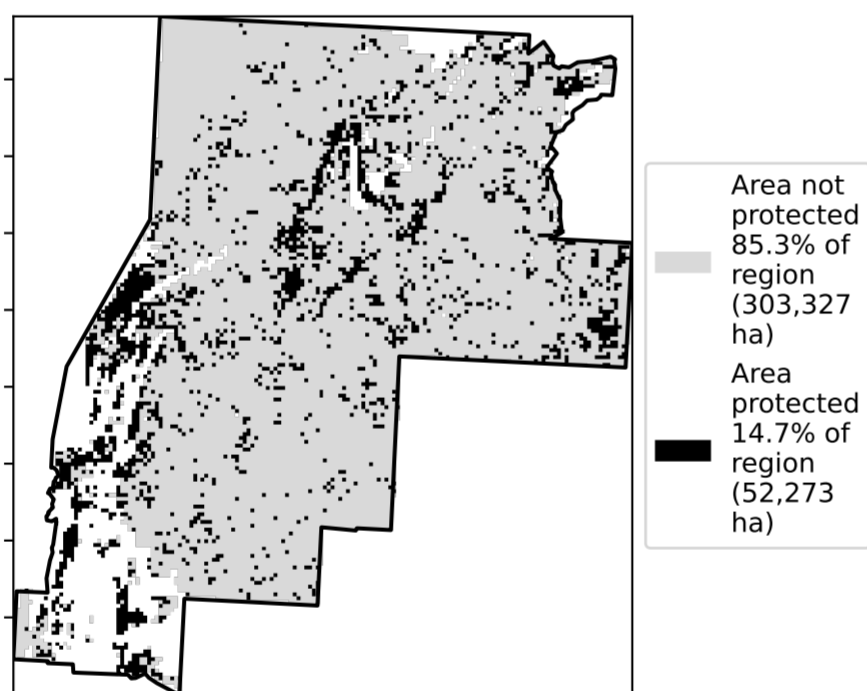 Area not
protected
85.3% of
region
(303,327
ha)
Area
protected
14.7% of
region
(52,273
ha)